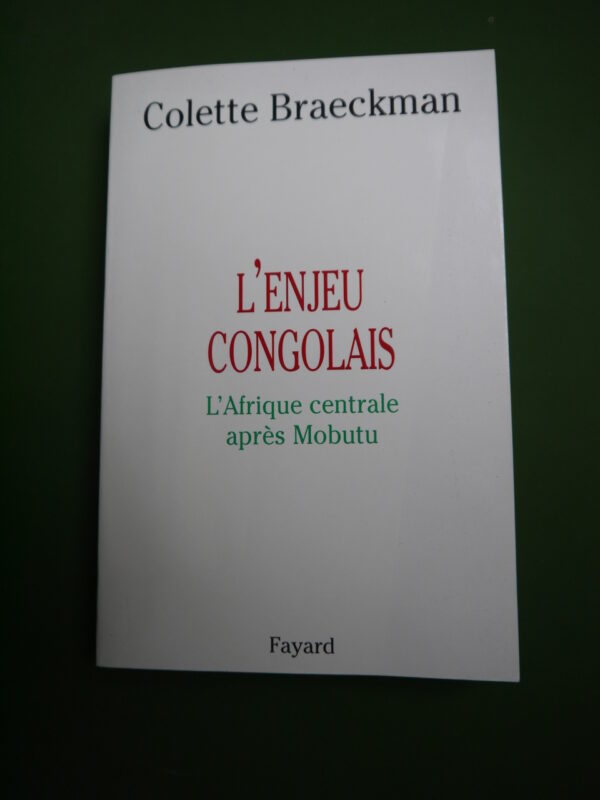 Colette Braeckman
L'ENJEU
CONGOLAIS
L'Afrique centrale
après Mobutu
Fayard